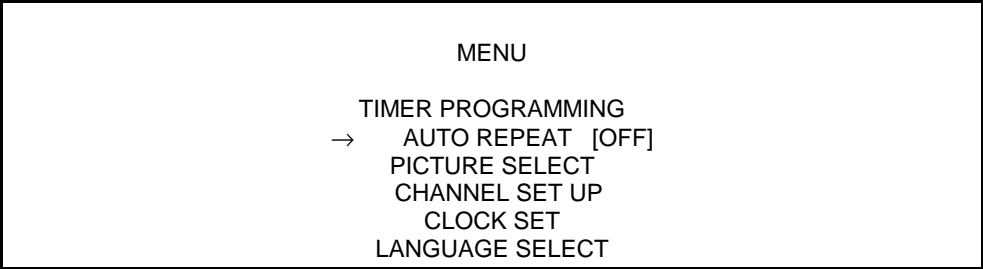 MENU
TIMER PROGRAMMING
→ AUTO REPEAT [OFF]
PICTURE SELECT
CHANNEL SET UP
CLOCK SET
LANGUAGE SELECT